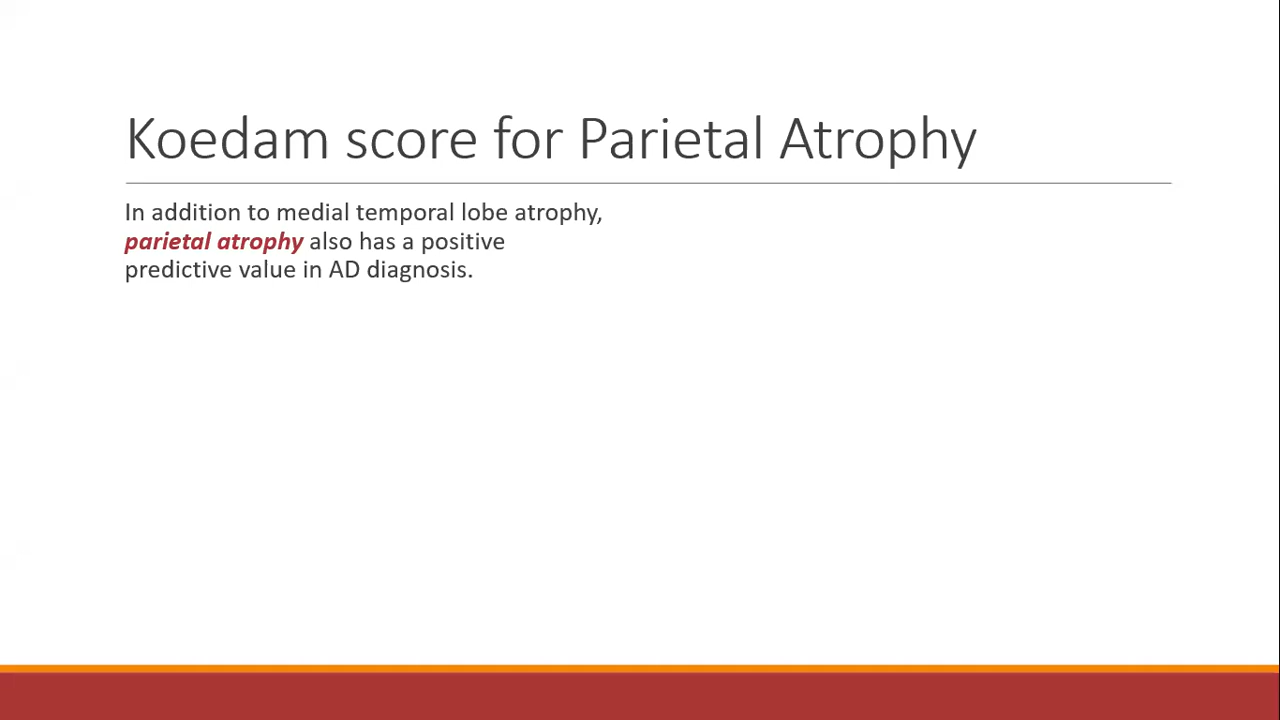 Koedam score for Parietal Atrophy
In addition to medial temporal lobe atrophy,
parietal atrophy also has a positive
predictive value in AD diagnosis.